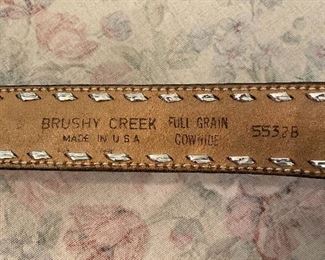 BRUSHY CREEK
MADE IN U.S.A
FULL GRAIN
COWHIDE
5532B